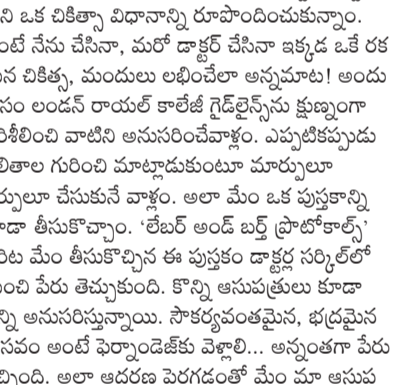 ని ఒక చికిత్సా విధానాన్ని రూపొందించుకున్నాం.
ంటే నేను చేసినా, మరో డాక్టర్ చేసినా ఇక్కడ ఒకే రక
న చికిత్స, మందులు లభించేలా అన్నమాట! అందు
సం లండన్ రాయల్ కాలేజీ గైడ్‌లైన్స్‌ను క్షుణ్నంగా
రిశీలించి వాటిని అనుసరించేవాళ్లం. ఎప్పటికప్పుడు
లితాల గురించి మాట్లాడుకుంటూ మార్పులూ
ర్పులూ చేసుకునే వాళ్లం. అలా మేం ఒక పుస్తకాన్ని
డా తీసుకొచ్చాం. ‘లేబర్ అండ్ బర్త్ ప్రొటోకాల్స్’
రిట మేం తీసుకొచ్చిన ఈ పుస్తకం డాక్టర్ల సర్కిల్‌లో
ంచి పేరు తెచ్చుకుంది. కొన్ని ఆసుపత్రులు కూడా
న్ని అనుసరిస్తున్నాయి. సౌకర్యవంతమైన, భద్రమైన
సవం అంటే ఫెర్నాండెజ్‌కు వెళ్లాలి... అన్నంతగా పేరు
చ్చింది. అలా ఆదరణ పెరగడంతో మేం మా ఆసుప